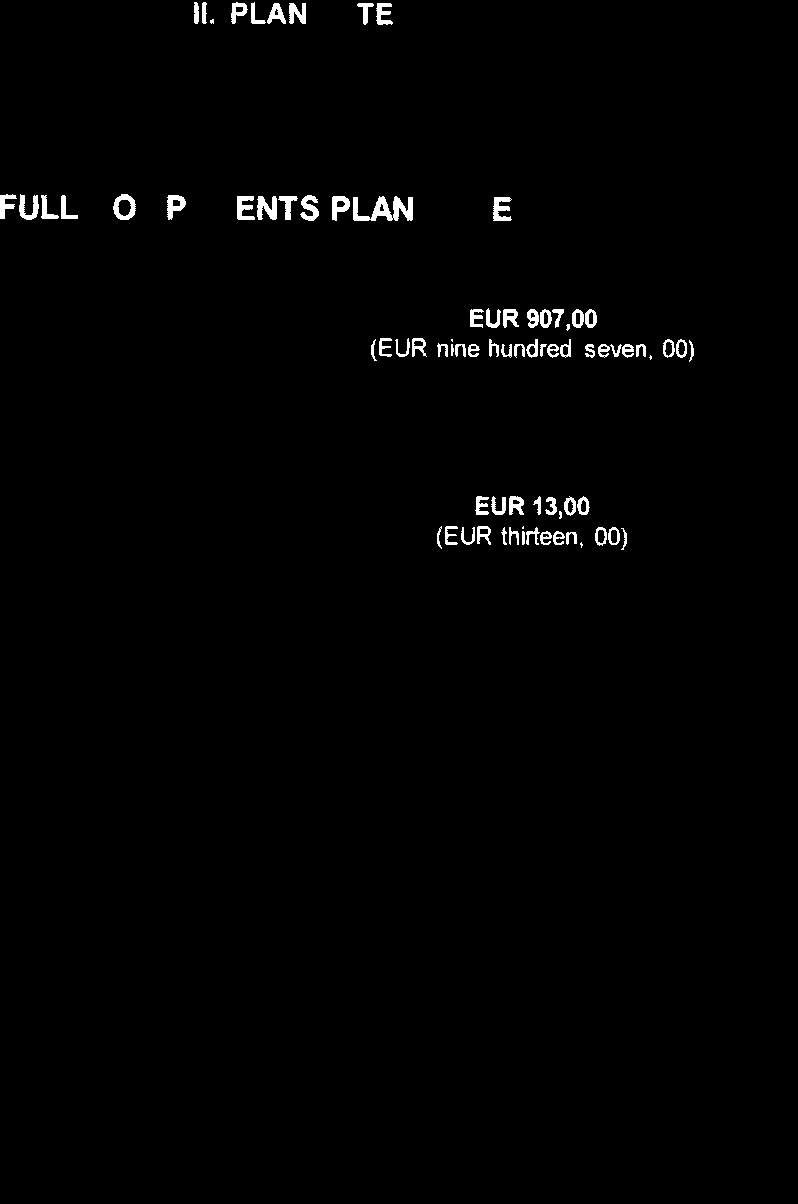 II. PLAN TE
FULL O P ENTS PLAN E
EUR 907,00
(EUR nine hundred seven, 00)
EUR 13,00
(EUR thirteen, 00)